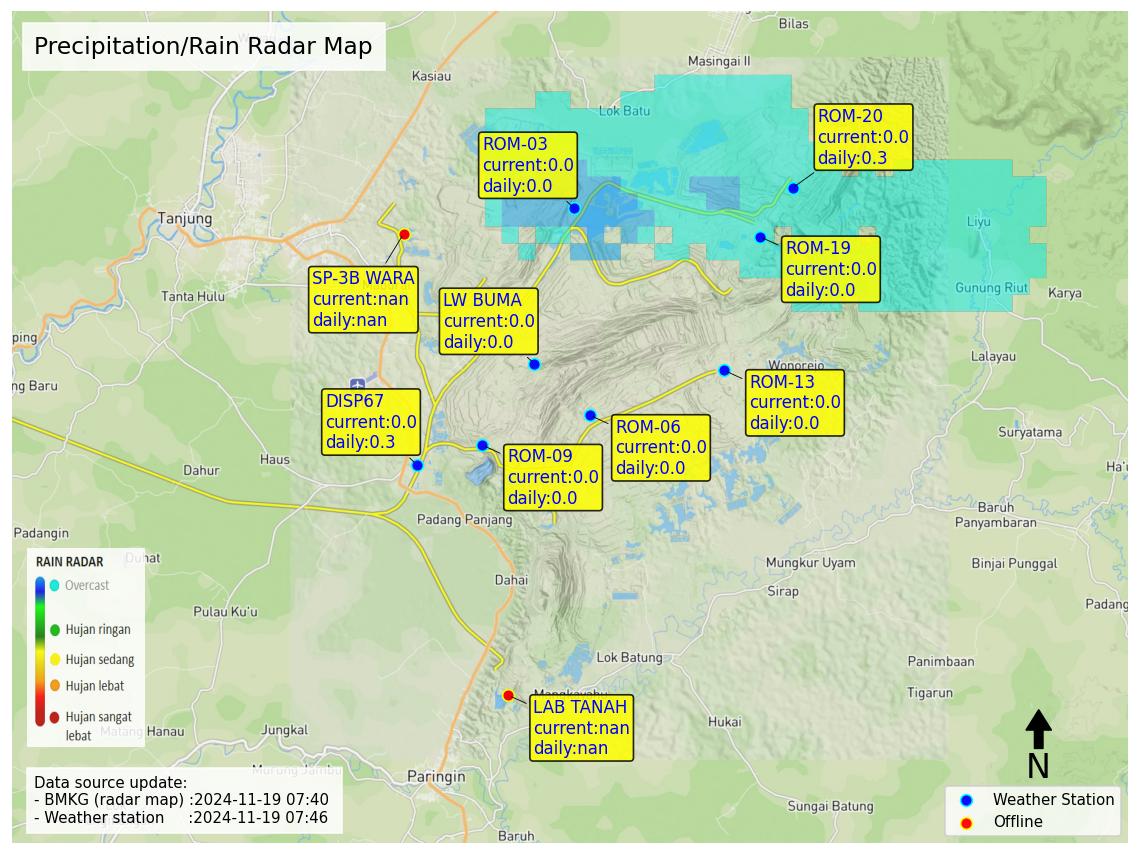 Precipitation/Rain Radar Map
Bilas
Masingai II
Kasiau
Lok Batu
ROM-20
current:0.0
daily:0.3
ROM-03
current:0.0
daily:0.0
Tanjung
Liyu
ROM-19
current:0.0
daily:0.0
SP-3B WARA
current:nan
daily:nan
Tanta Hulu
LW BUMA
current:0.0
daily:0.0
Gunung Riut
Karya
ping
Lalayau
Wonorejo
ng Baru
ROM-13
current:0.0
daily:0.0
DISP67
current:0.0
daily:0.3
ROM-06
current:0.0
daily:0.0
Suryatama
ROM-09
current:0.0
daily:0.0
Haus
Dahur
Ha'u
Baruh
Panyambaran
Padang Panjang
Padangin
Duhat
Mungkur Uyam
Binjai Punggal
RAIN RADAR
Overcast
Hujan ringan
Hujan sedang
Hujan lebat
Hujan sangat
lebat
Dahai
Sirap
Padang
Pulau Ku'u
Lok Batung
Panimbaan
Tigarun
Mangkayahu
LAB TANAH
current:nan
daily:nan
Hukai
Matang Hanau
Jungkal
Murung Jambu
Paringin
N
Data source update:
- BMKG (radar map) :2024-11-19 07:40
- Weather station :2024-11-19 07:46
Sungai Batung
Baruh
Weather Station
Offline